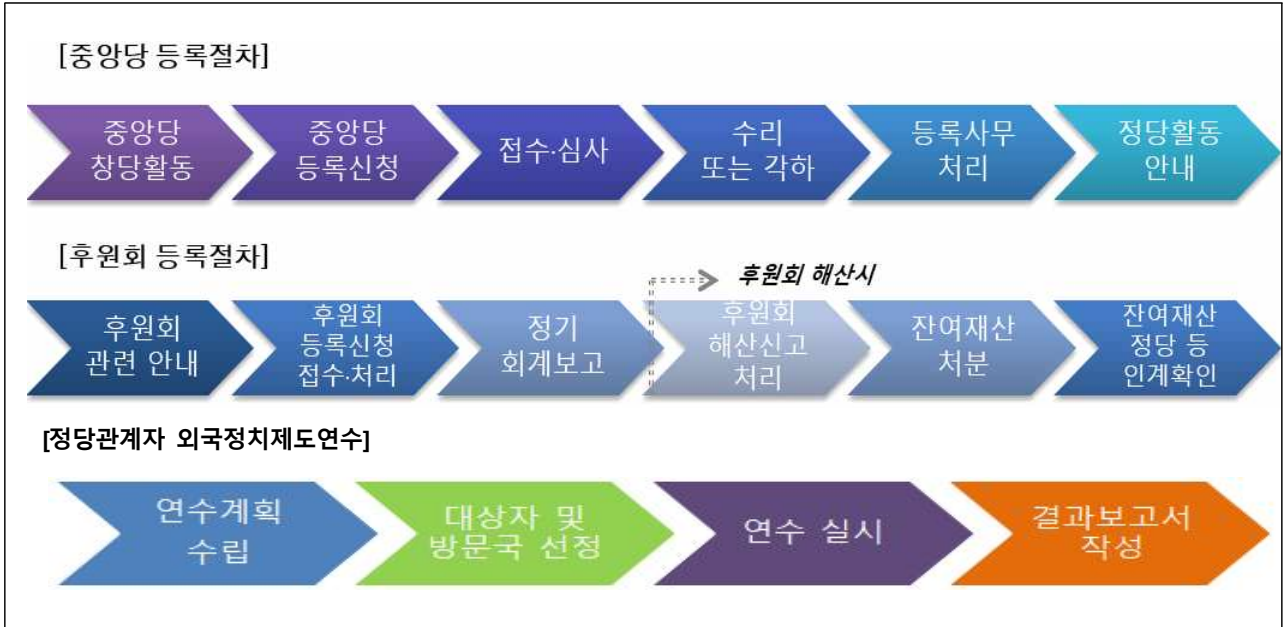 [중앙당 등록절차]
중앙당
창당활동
중앙당
등록신청
접수·심사
수리
또는 각하
등록사무
처리
정당활동
안내
[후원회 등록절차]
후원회 해산시
후원회
관련 안내
후원회
등록신청
접수·처리
정기
회계보고
후원회
해산신고
처리
잔여재산
처분
잔여재산
정당 등
인계확인
[정당관계자 외국정치제도연수]
연수계획
수립
대상자 및
방문국 선정
연수 실시
결과보고서
작성